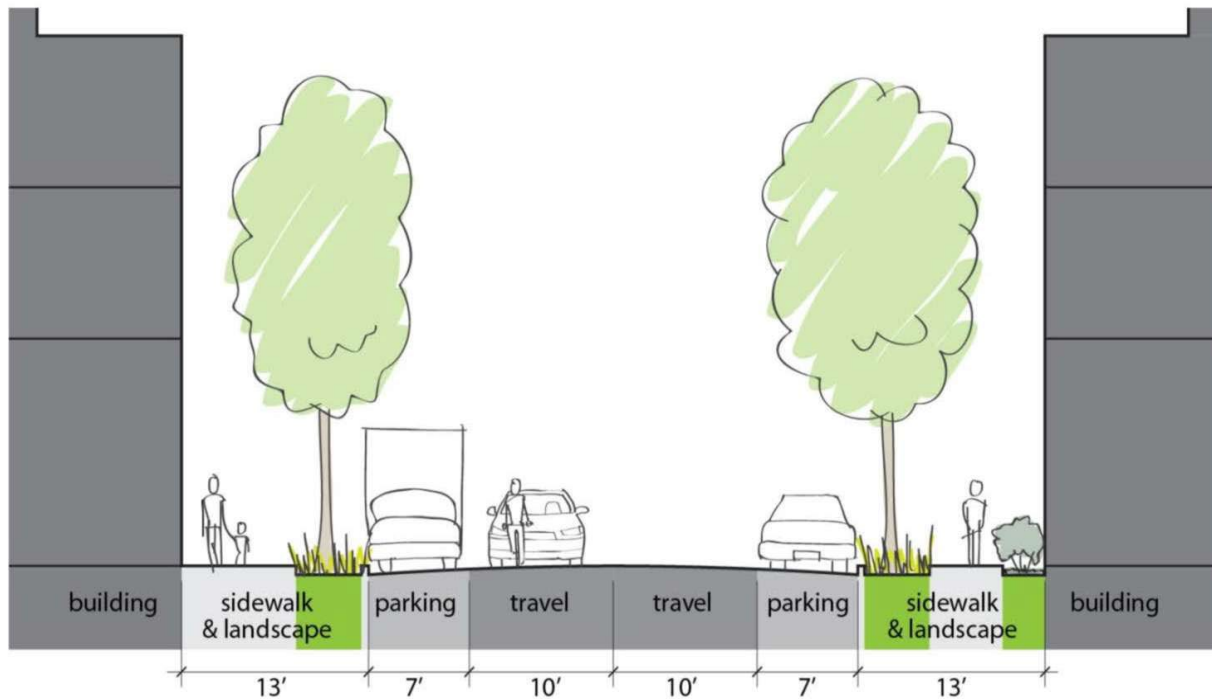 building
sidewalk
& landscape
parking
travel
travel
parking
sidewalk
& landscape
building
13′
7′
10′
10′
7′
13′